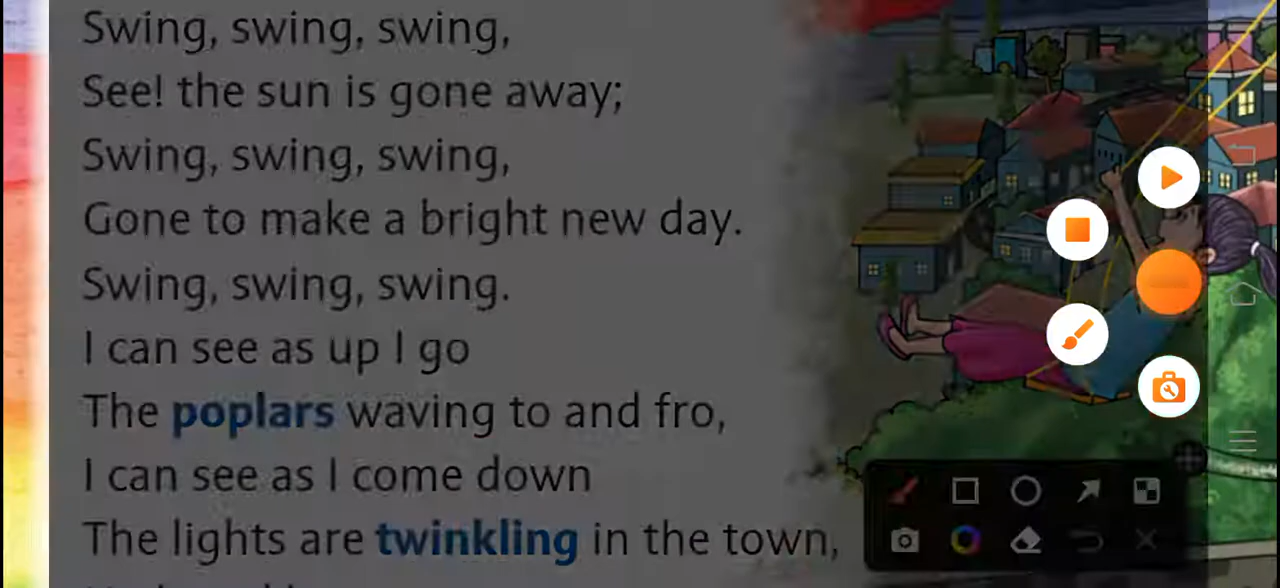 Swing, swing, swing,
See! the sun is gone away;
Swing, swing, swing,
Gone to make a bright new day.
Swing, swing, swing.
I can see as up I go
The poplars waving to and fro,
I can see as I come down
The lights are twinkling in the town,